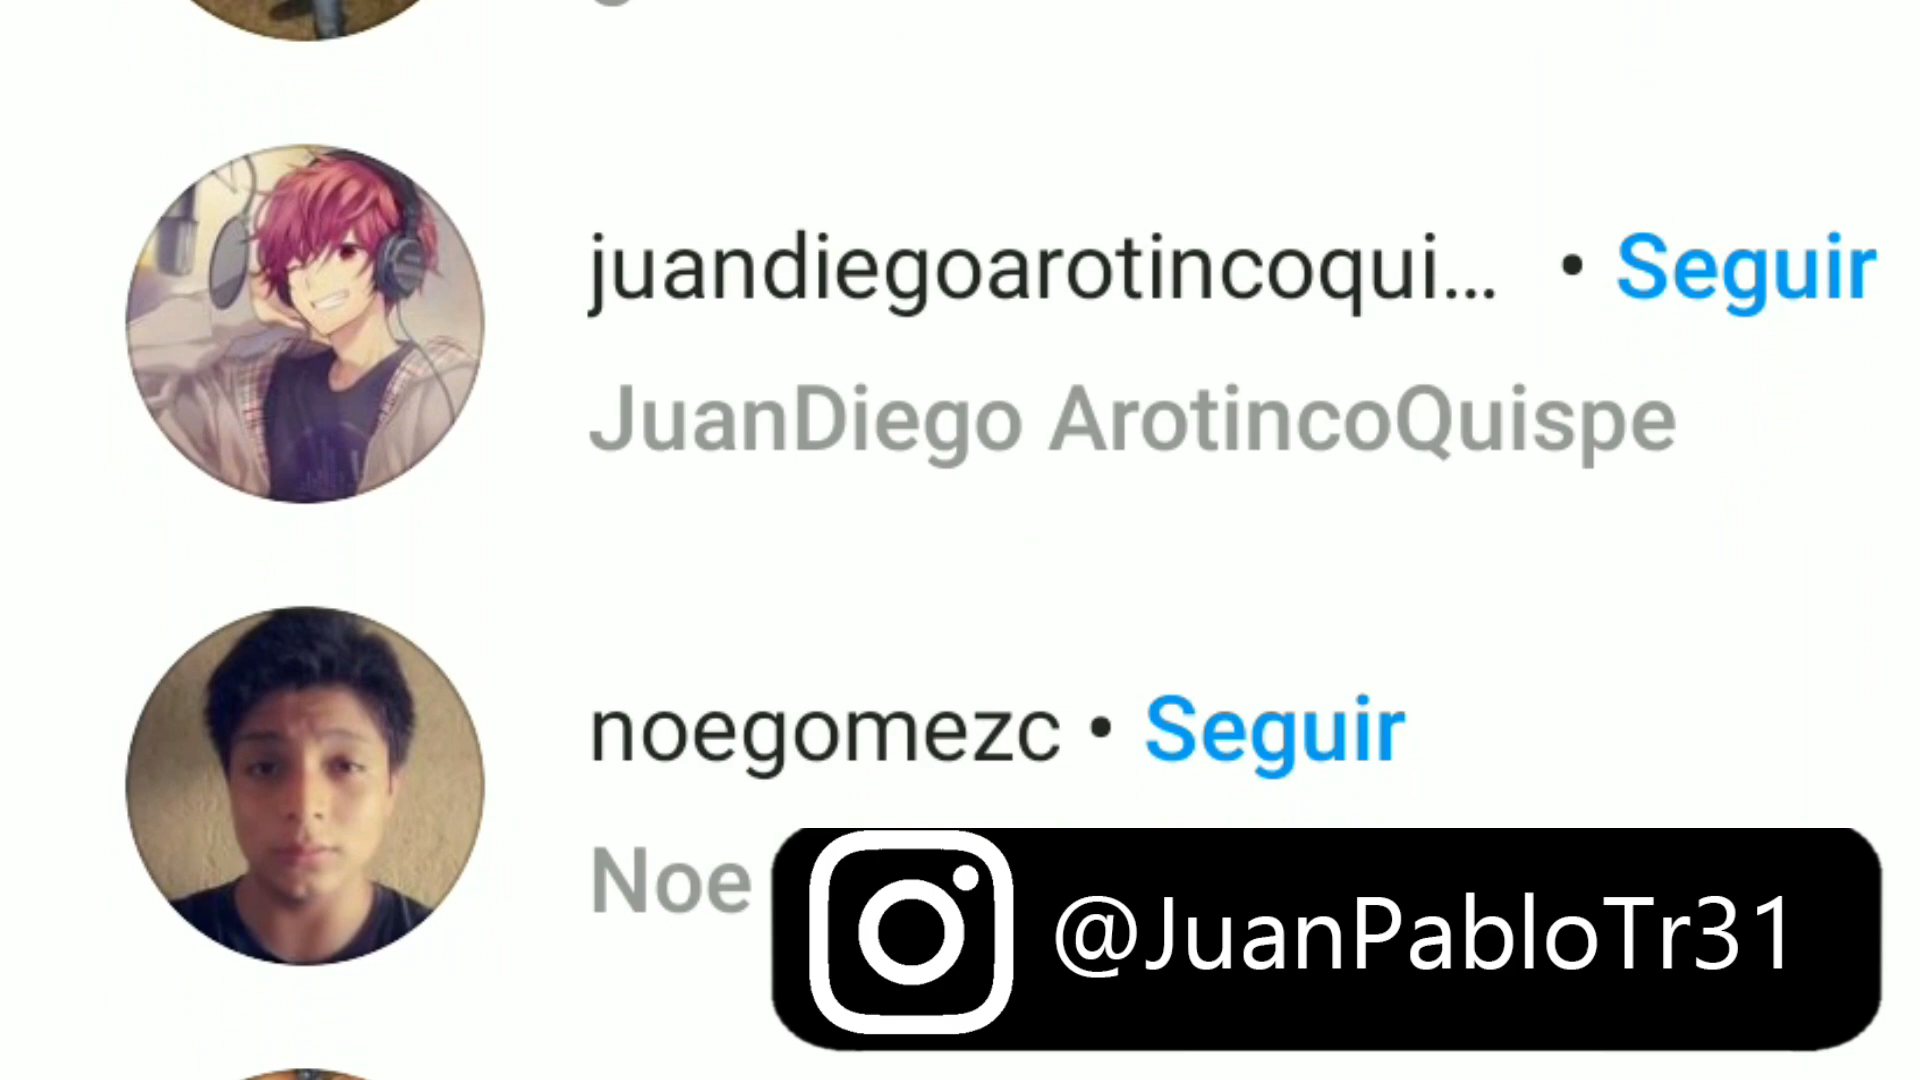 juandiegoarotincoqui... • Seguir
JuanDiego ArotincoQuispe
noegomezc • Seguir
Noe
@JuanPabloTr31